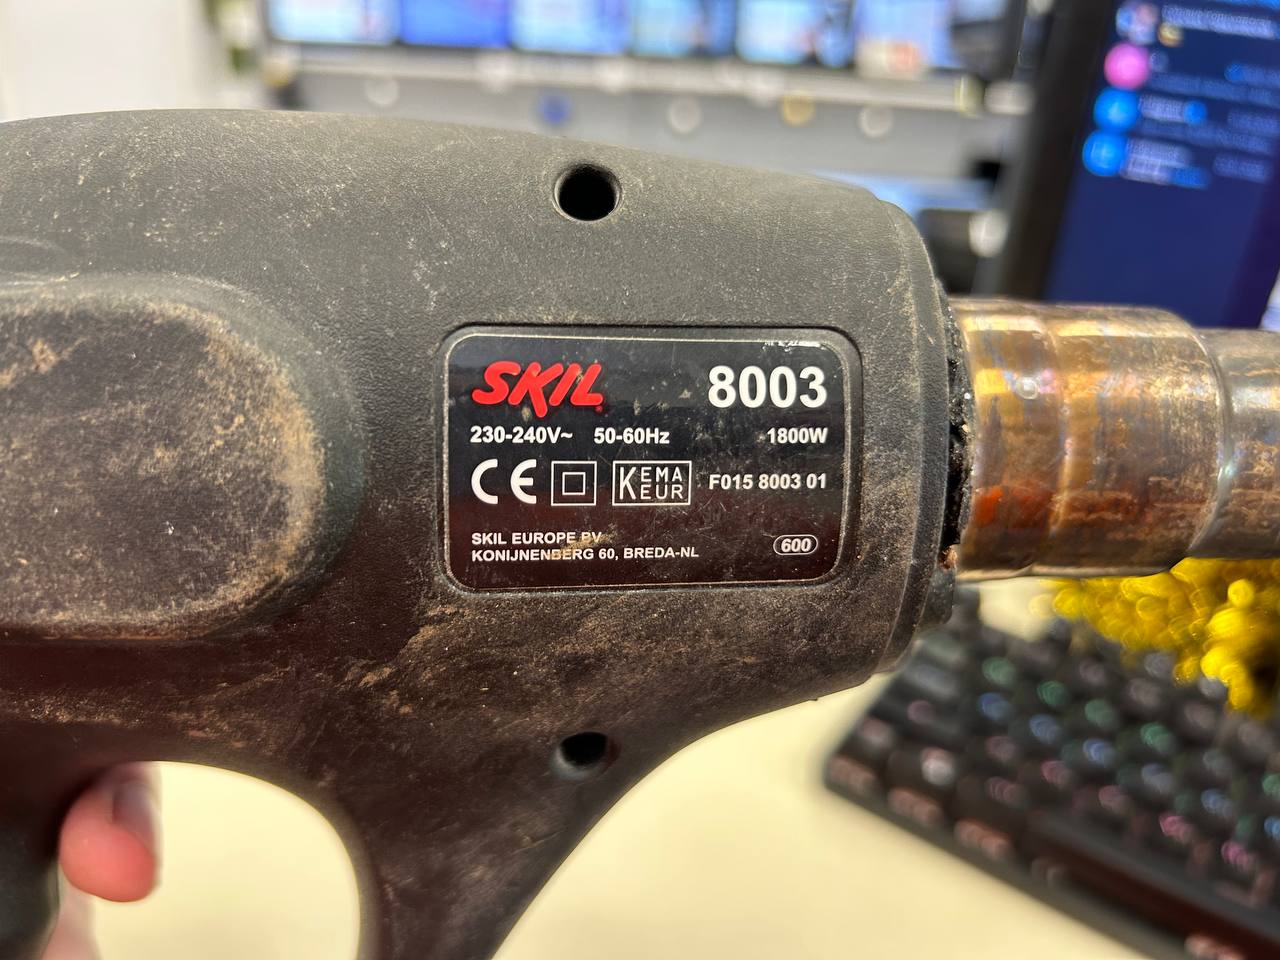 SKIL 8003
230-240V~ 50-60Hz 1800W
CE KEMA EUR F015 8003 01
SKIL EUROPE BV
KONIJNENBERG 60, BREDA-NL 600